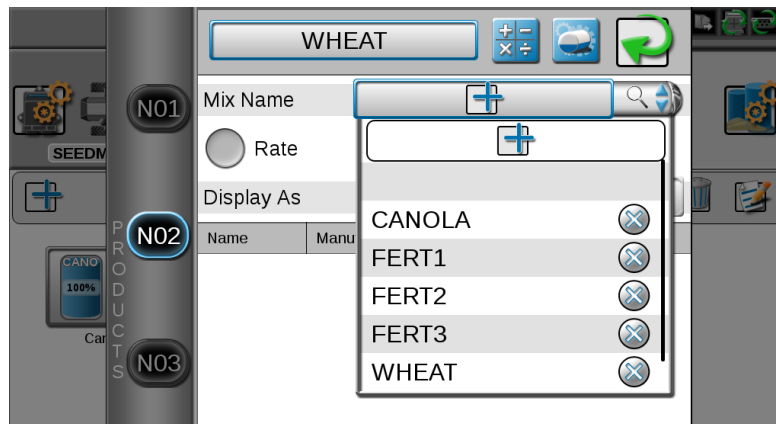 WHEAT
Mix Name
N01
Rate
SEEDM
Display As
CANOLA
N02
Name
Manu
PRODUCTS
FERT1
CANO
100%
FERT2
Car
FERT3
N03
WHEAT